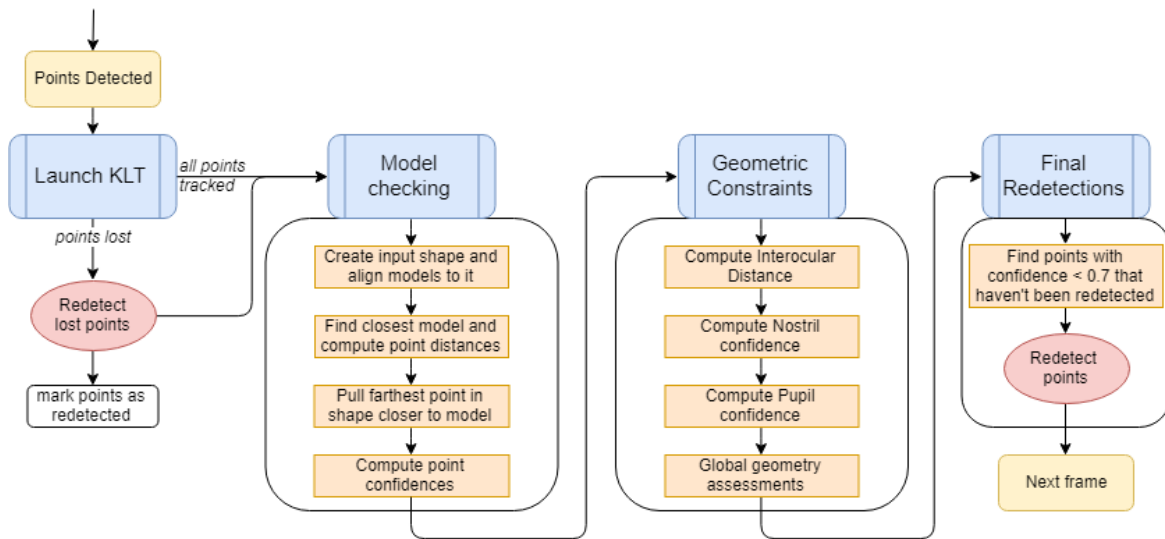 Points Detected
Launch KLT
all points
tracked
points lost
Redetect
lost points
mark points as
redetected
Model
checking
Create input shape and
align models to it
Find closest model and
compute point distances
Pull farthest point in
shape closer to model
Compute point
confidences
Geometric
Constraints
Compute Interocular
Distance
Compute Nostril
confidence
Compute Pupil
confidence
Global geometry
assessments
Final
Redetections
Find points with
confidence < 0.7 that
haven't been redetected
Redetect
points
Next frame